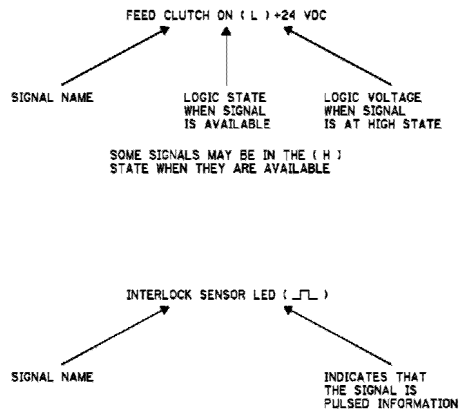 FEED CLUTCH ON ( L ) +24 VDC
SIGNAL NAME
LOGIC STATE
WHEN SIGNAL
IS AVAILABLE
LOGIC VOLTAGE
WHEN SIGNAL
IS AT HIGH STATE
SOME SIGNALS MAY BE IN THE ( H )
STATE WHEN THEY ARE AVAILABLE
INTERLOCK SENSOR LED ( )
SIGNAL NAME
INDICATES THAT
THE SIGNAL IS
PULSED INFORMATION